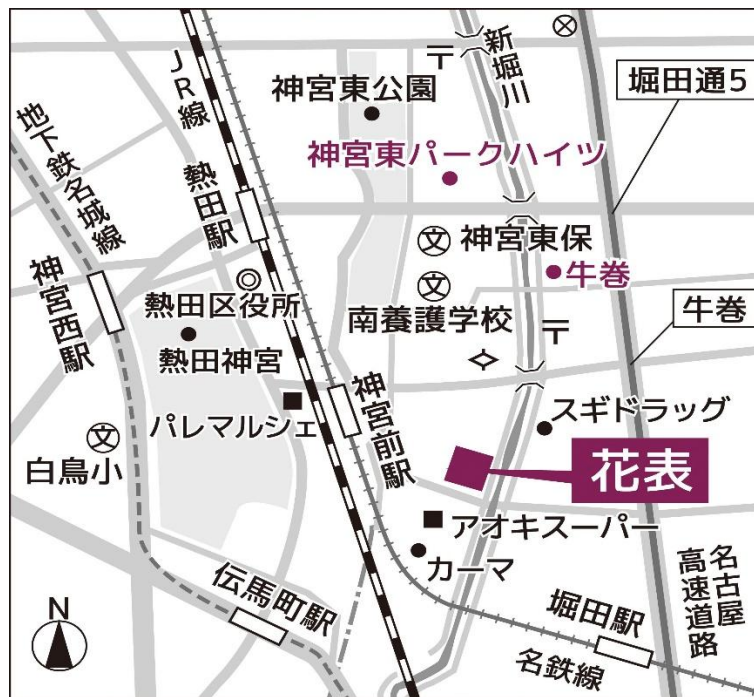 新堀川
堀田通5
JR線
神宮東公園
地下鉄名城線
熱田駅
神宮東パークハイツ
神宮西駅
文
神宮東保
牛巻
熱田区役所
文
南養護学校
牛巻
熱田神宮
神宮前駅
パレマルシェ
スギドラッグ
文
白鳥小
花表
アオキスーパー
カーマ
名古屋
高速道路
伝馬町駅
堀田駅
名鉄線
N